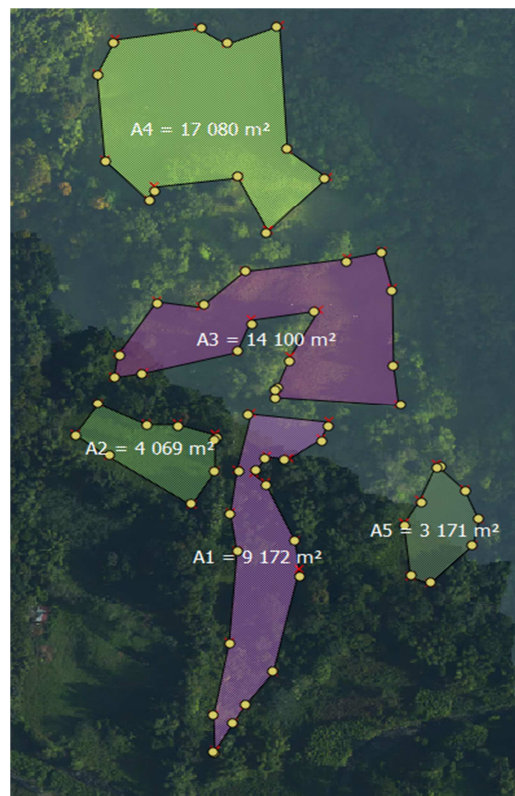 A4 = 17 080 m²
A3 = 14 100 m²
A2 = 4 069 m²
A5 = 3 171 m²
A1 = 9 172 m²